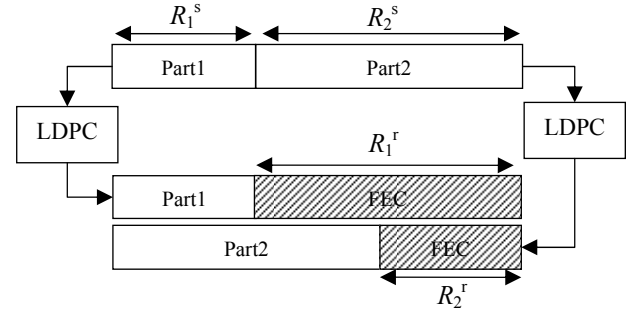 R₁ˢ R₂ˢ
Part1 Part2
LDPC LDPC
R₁ʳ
Part1 FEC
Part2 FEC
R₂ʳ